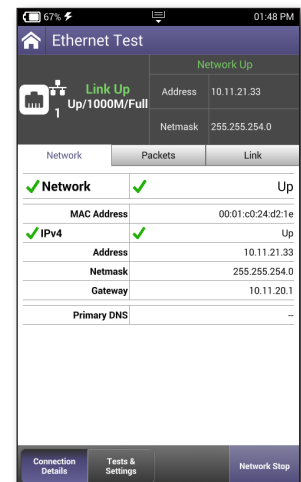 67% 01:48 PM
Ethernet Test
Link Up
Up/1000M/Full
1
Network Up
Address 10.11.21.33
Netmask 255.255.254.0
Network Packets Link
Network Up
MAC Address 00:01:c0:24:d2:1e
IPv4 Up
Address 10.11.21.33
Netmask 255.255.254.0
Gateway 10.11.20.1
Primary DNS --
Connection Details Tests & Settings Network Stop